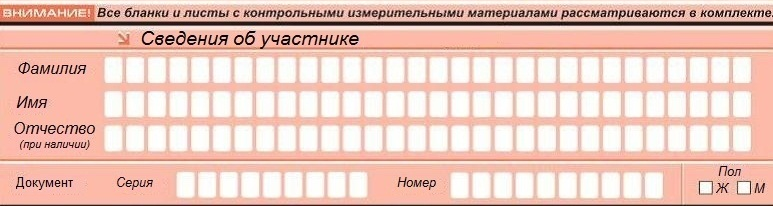 ВНИМАНИЕ! Все бланки и листы с контрольными измерительными материалами рассматриваются в комплекте.
Сведения об участнике
Фамилия
Имя
Отчество
(при наличии)
Документ Серия Номер Пол
Ж М